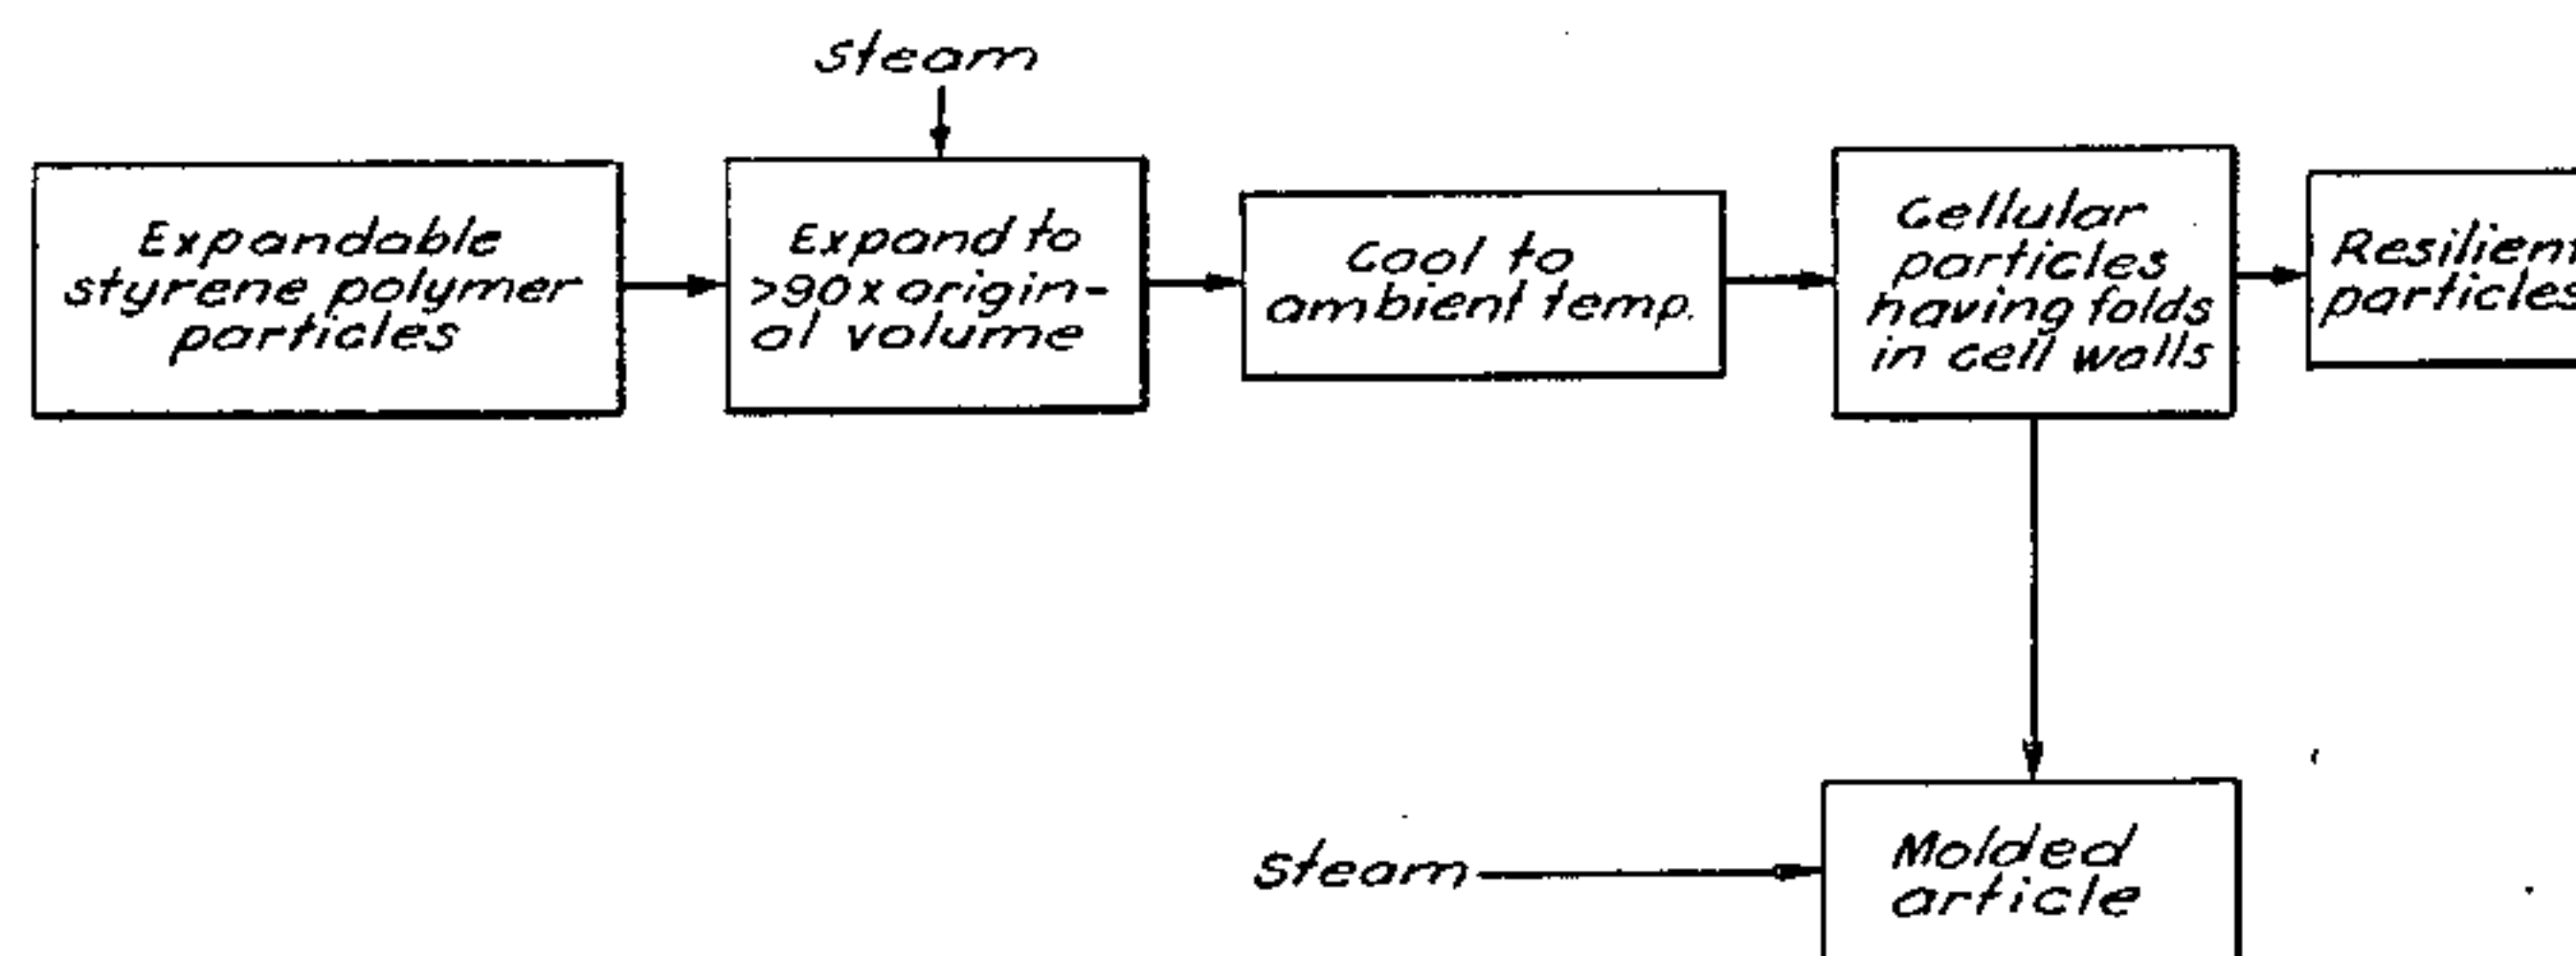 Steam
Expandable
styrene polymer
particles
Expand to
>90x origin-
al volume
Cool to
ambient temp.
Cellular
particles
having folds
in cell walls
Resilient
particles
Steam
Molded
article